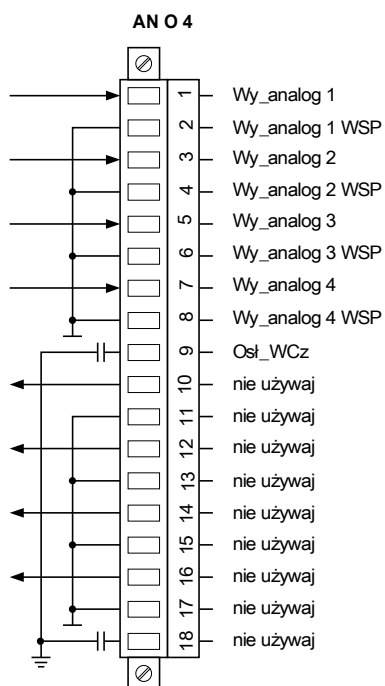 AN O 4
1 Wy_analog 1
2 Wy_analog 1 WSP
3 Wy_analog 2
4 Wy_analog 2 WSP
5 Wy_analog 3
6 Wy_analog 3 WSP
7 Wy_analog 4
8 Wy_analog 4 WSP
9 Osł_WCz
10 nie używaj
11 nie używaj
12 nie używaj
13 nie używaj
14 nie używaj
15 nie używaj
16 nie używaj
17 nie używaj
18 nie używaj